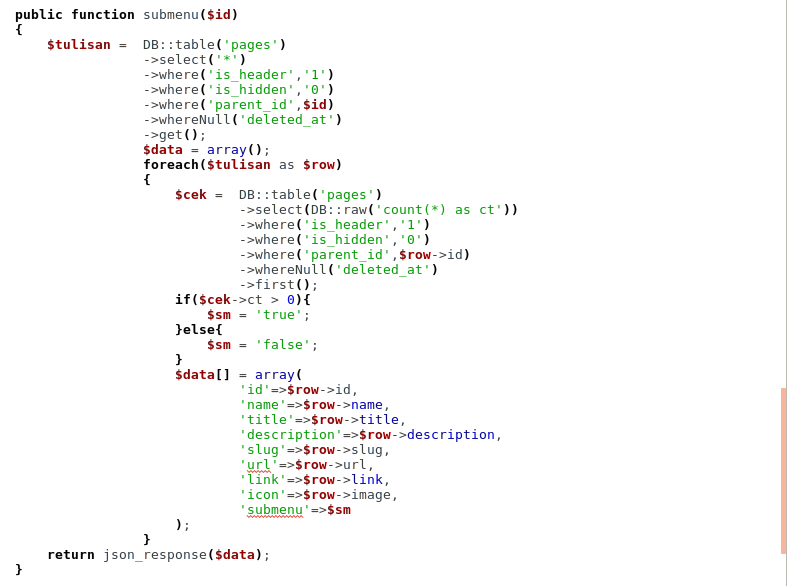 public function submenu($id)
{
    $tulisan =  DB::table('pages')
                ->select('*')
                ->where('is_header','1')
                ->where('is_hidden','0')
                ->where('parent_id',$id)
                ->whereNull('deleted_at')
                ->get();
                $data = array();
                foreach($tulisan as $row)
                {
                    $cek =  DB::table('pages')
                            ->select(DB::raw('count(*) as ct'))
                            ->where('is_header','1')
                            ->where('is_hidden','0')
                            ->where('parent_id',$row->id)
                            ->whereNull('deleted_at')
                            ->first();
                    if($cek->ct > 0){
                        $sm = 'true';
                    }else{
                        $sm = 'false';
                    }
                    $data[] = array(
                            'id'=>$row->id,
                            'name'=>$row->name,
                            'title'=>$row->title,
                            'description'=>$row->description,
                            'slug'=>$row->slug,
                            'url'=>$row->url,
                            'link'=>$row->link,
                            'icon'=>$row->image,
                            'submenu'=>$sm
                    );
                }
    return json_response($data);
}